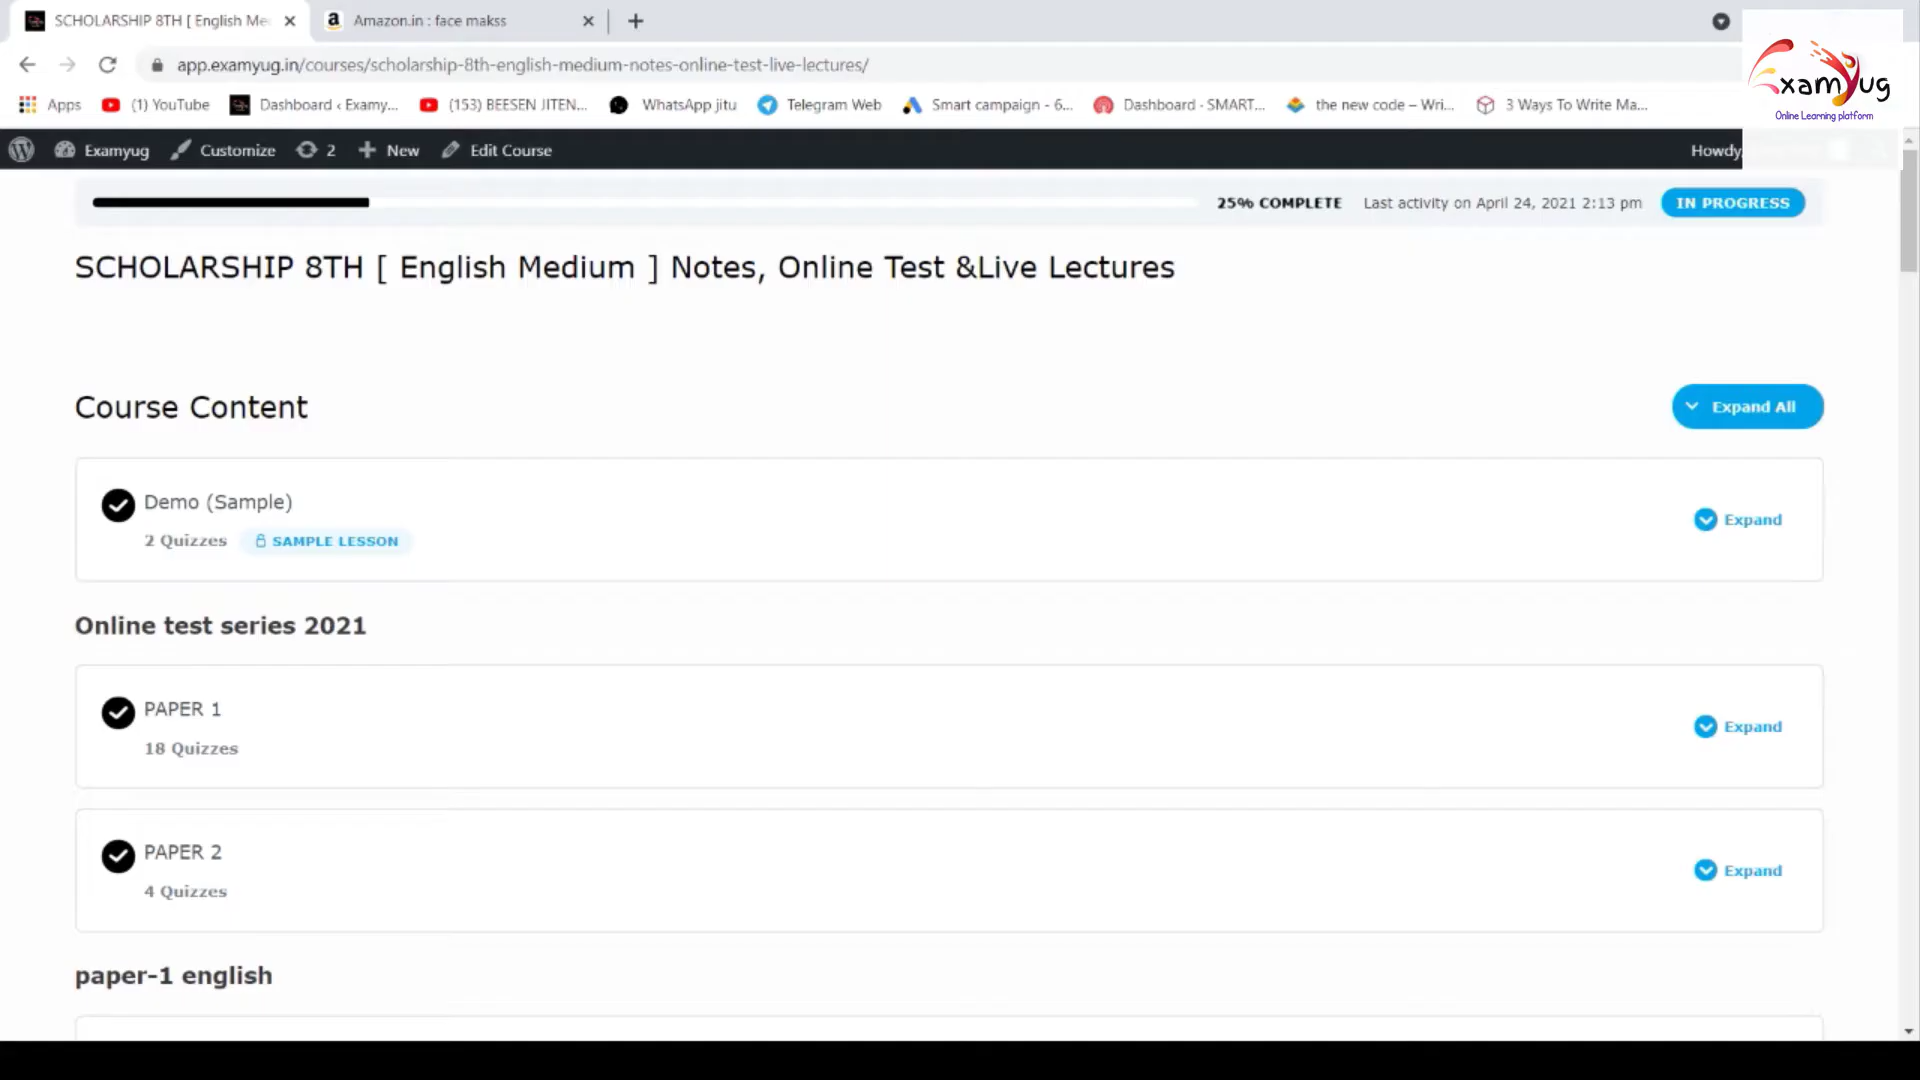 SCHOLARSHIP 8TH [ English Me
Amazon.in : face makss
app.examyug.in/courses/scholarship-8th-english-medium-notes-online-test-live-lectures/
Apps (1) YouTube Dashboard ‹ Examy... (153) BEESEN JITEN... WhatsApp jitu Telegram Web Smart campaign - 6... Dashboard - SMART... the new code – Wri... 3 Ways To Write Ma...
xamyug
Online Learning platform
Examyug Customize 2 New Edit Course Howdy,
25% COMPLETE Last activity on April 24, 2021 2:13 pm IN PROGRESS
SCHOLARSHIP 8TH [ English Medium ] Notes, Online Test &Live Lectures
Course Content
Expand All
Demo (Sample)
2 Quizzes SAMPLE LESSON
Expand
Online test series 2021
PAPER 1
18 Quizzes
Expand
PAPER 2
4 Quizzes
Expand
paper-1 english